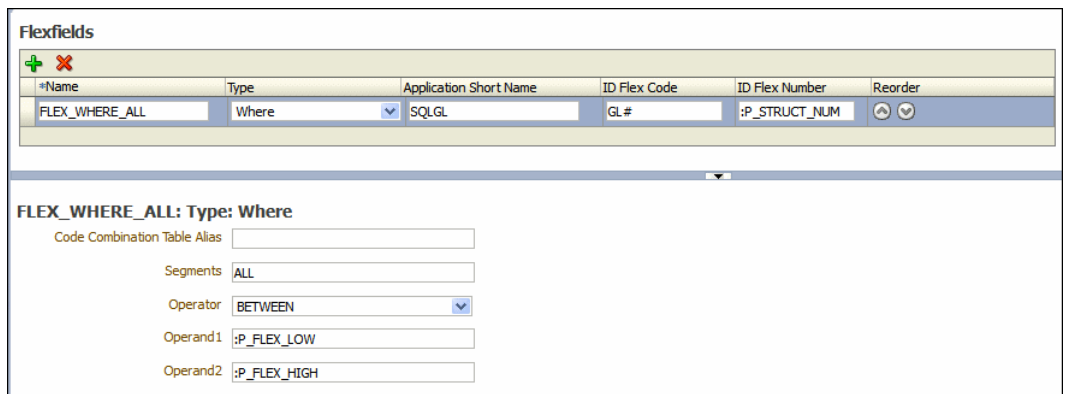 Flexfields
*Name Type Application Short Name ID Flex Code ID Flex Number Reorder
FLEX_WHERE_ALL Where SQLGL GL# :P_STRUCT_NUM
FLEX_WHERE_ALL: Type: Where
Code Combination Table Alias
Segments ALL
Operator BETWEEN
Operand1 :P_FLEX_LOW
Operand2 :P_FLEX_HIGH